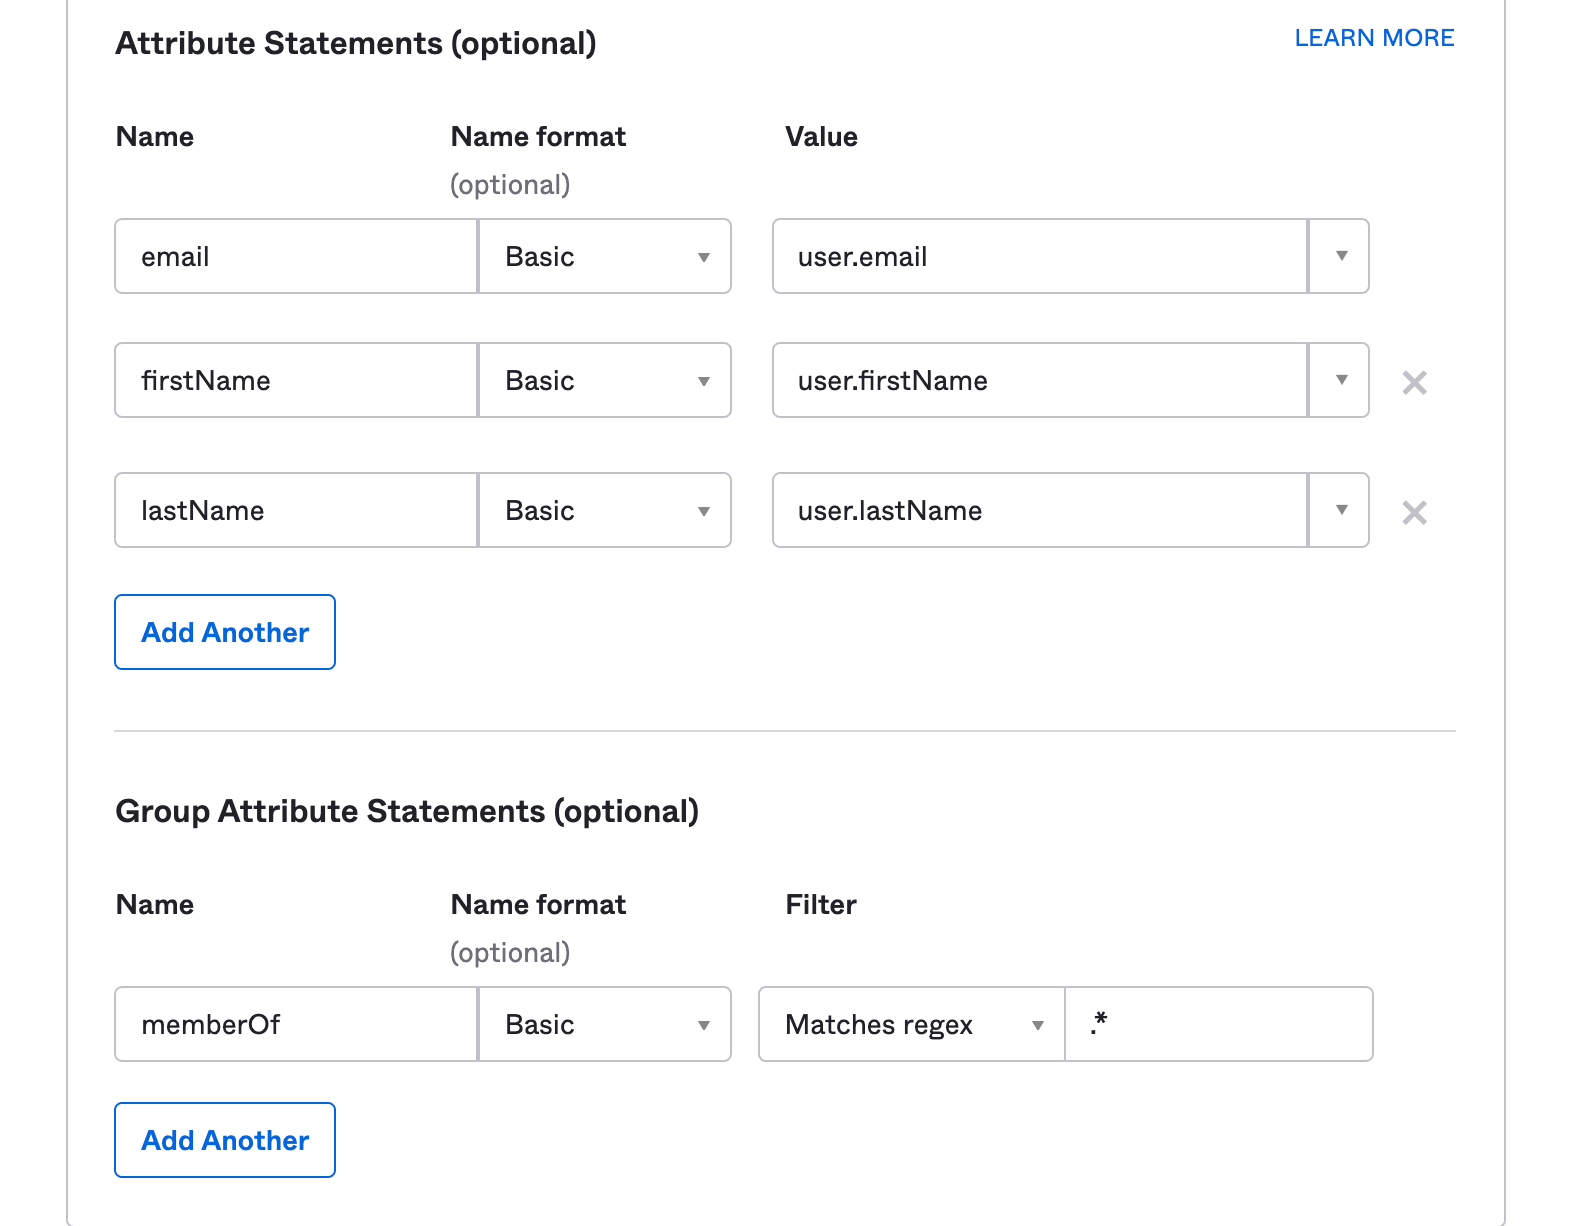 Attribute Statements (optional) LEARN MORE
Name Name format Value
(optional)
email Basic user.email
firstName Basic user.firstName
lastName Basic user.lastName
Add Another
Group Attribute Statements (optional)
Name Name format Filter
(optional)
memberOf Basic Matches regex .*
Add Another